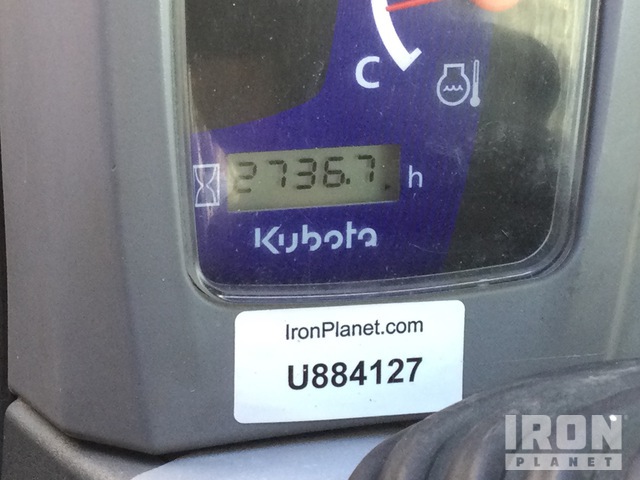 C
2736.7 h
Kubota
IronPlanet.com
U884127
IRON
PLANET